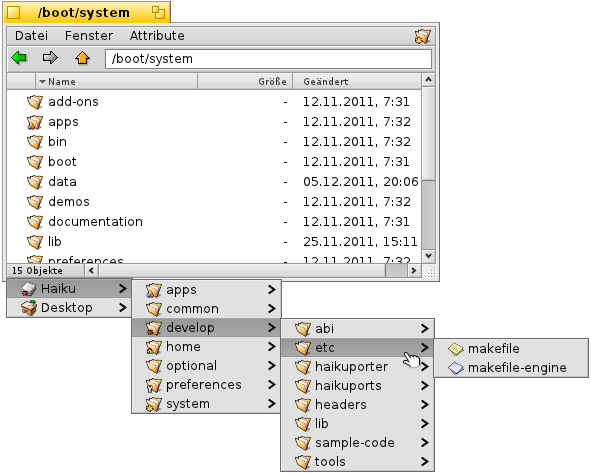 /boot/system
Datei Fenster Attribute
/boot/system
Name Größe Geändert
add-ons - 12.11.2011, 7:31
apps - 12.11.2011, 7:32
bin - 12.11.2011, 7:32
boot - 12.11.2011, 7:31
data - 05.12.2011, 20:06
demos - 12.11.2011, 7:32
documentation - 12.11.2011, 7:31
lib - 25.11.2011, 15:11
preferences - 12.11.2011, 7:32
15 Objekte
Haiku
Desktop
apps
common
develop
home
optional
preferences
system
abi
etc
haikuporter
haikuports
headers
lib
sample-code
tools
makefile
makefile-engine